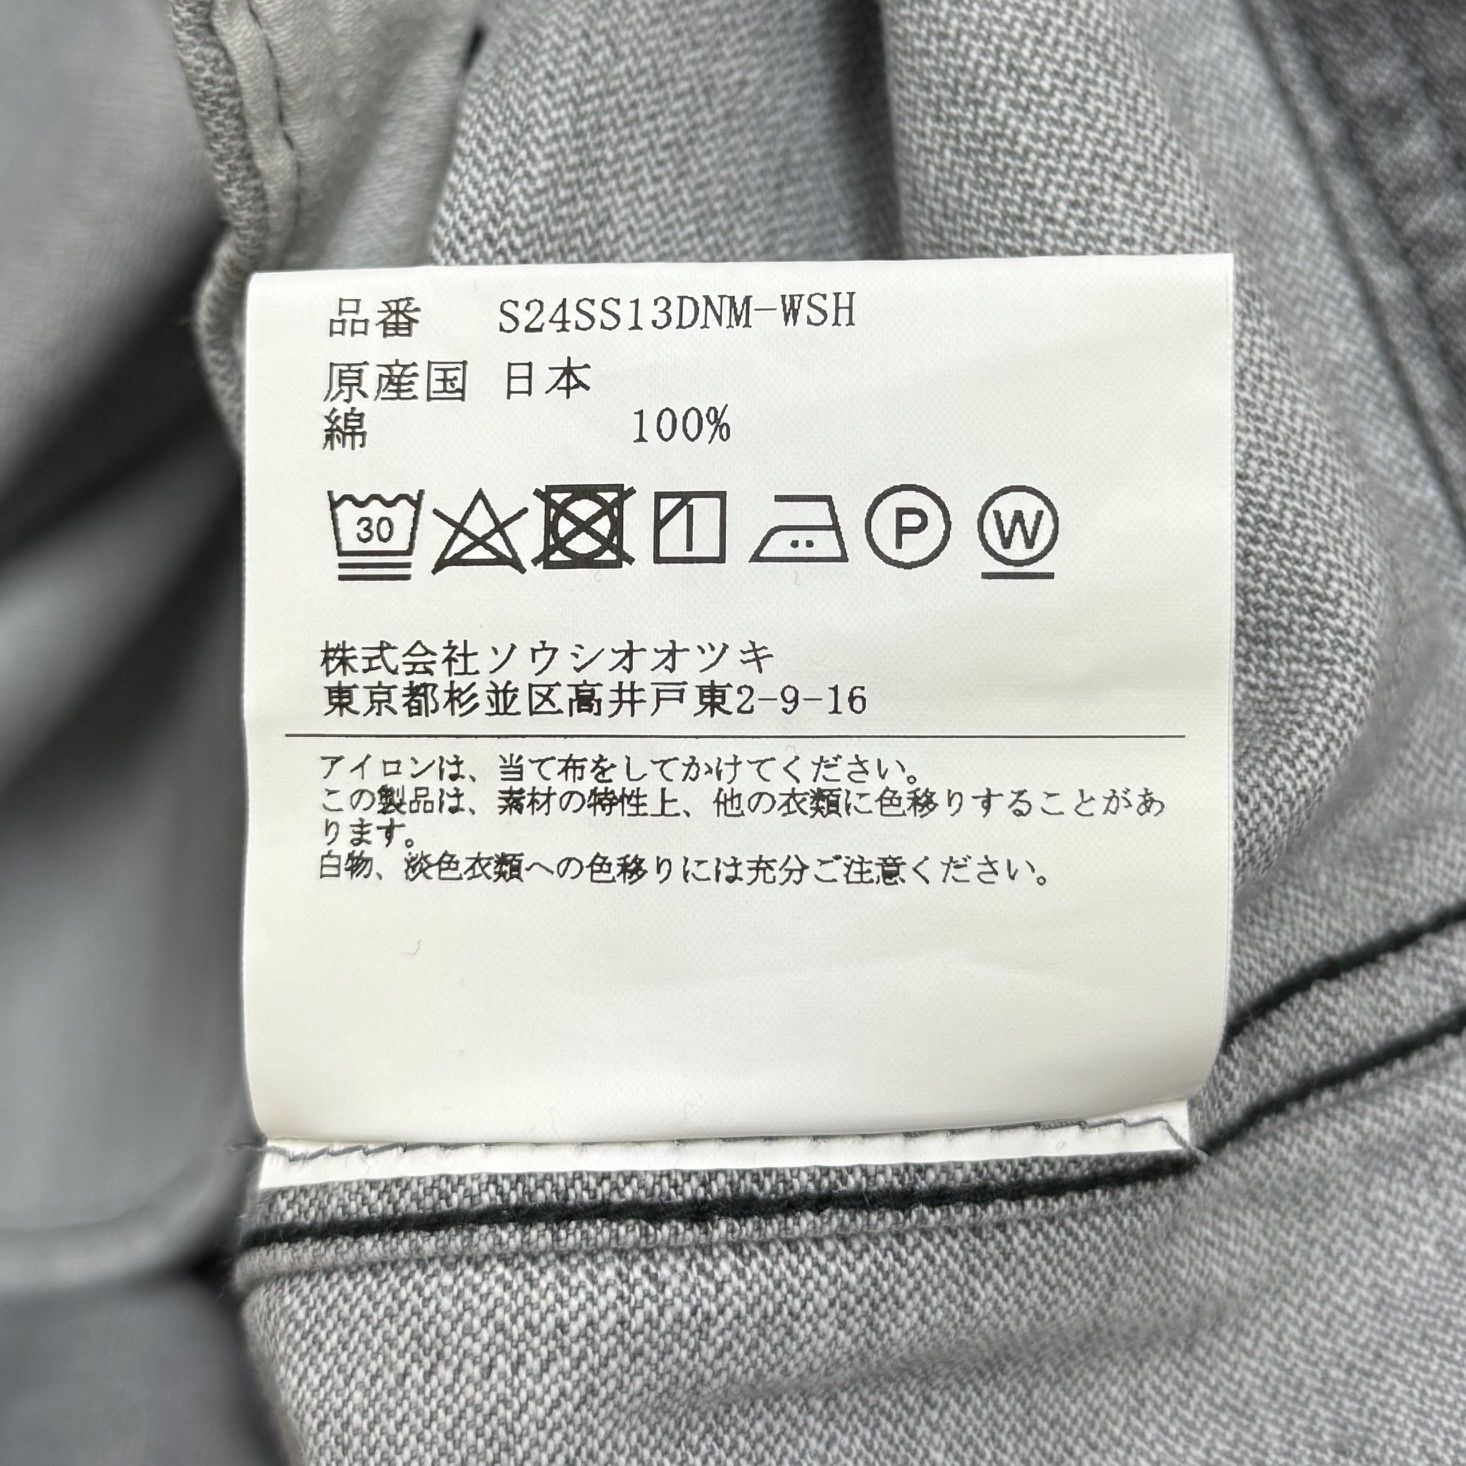 品番 S24SS13DNM-WSH
原産国 日本
綿 100%
30 P W
株式会社ソウシオオツキ
東京都杉並区高井戸東2-9-16
アイロンは、当て布をしてかけてください。
この製品は、素材の特性上、他の衣類に色移りすることがあ
ります。
白物、淡色衣類への色移りには充分ご注意ください。